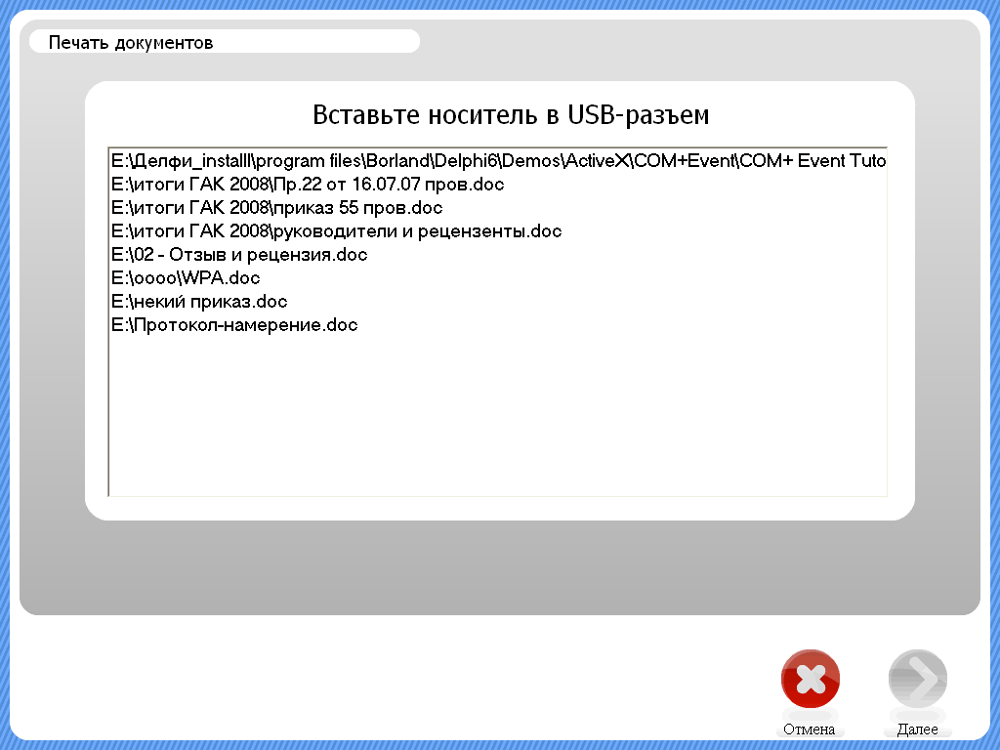 Печать документов
Вставьте носитель в USB-разъем
E:\Делфи_installl\program files\Borland\Delphi6\Demos\ActiveX\COM+Event\COM+ Event Tuto
E:\итоги ГАК 2008\Пр.22 от 16.07.07 пров.doc
E:\итоги ГАК 2008\приказ 55 пров.doc
E:\итоги ГАК 2008\руководители и рецензенты.doc
E:\02 - Отзыв и рецензия.doc
E:\oooo\WPA.doc
E:\некий приказ.doc
E:\Протокол-намерение.doc
Отмена
Далее